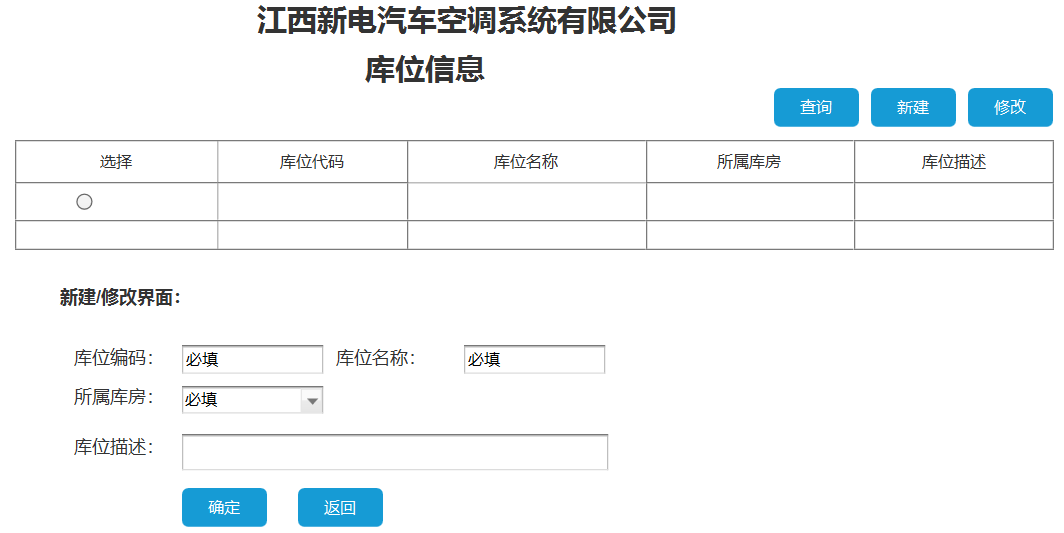 江西新电汽车空调系统有限公司
库位信息
查询 新建 修改
选择 库位代码 库位名称 所属库房 库位描述
新建/修改界面：
库位编码： 必填 库位名称： 必填
所属库房： 必填
库位描述：
确定 返回